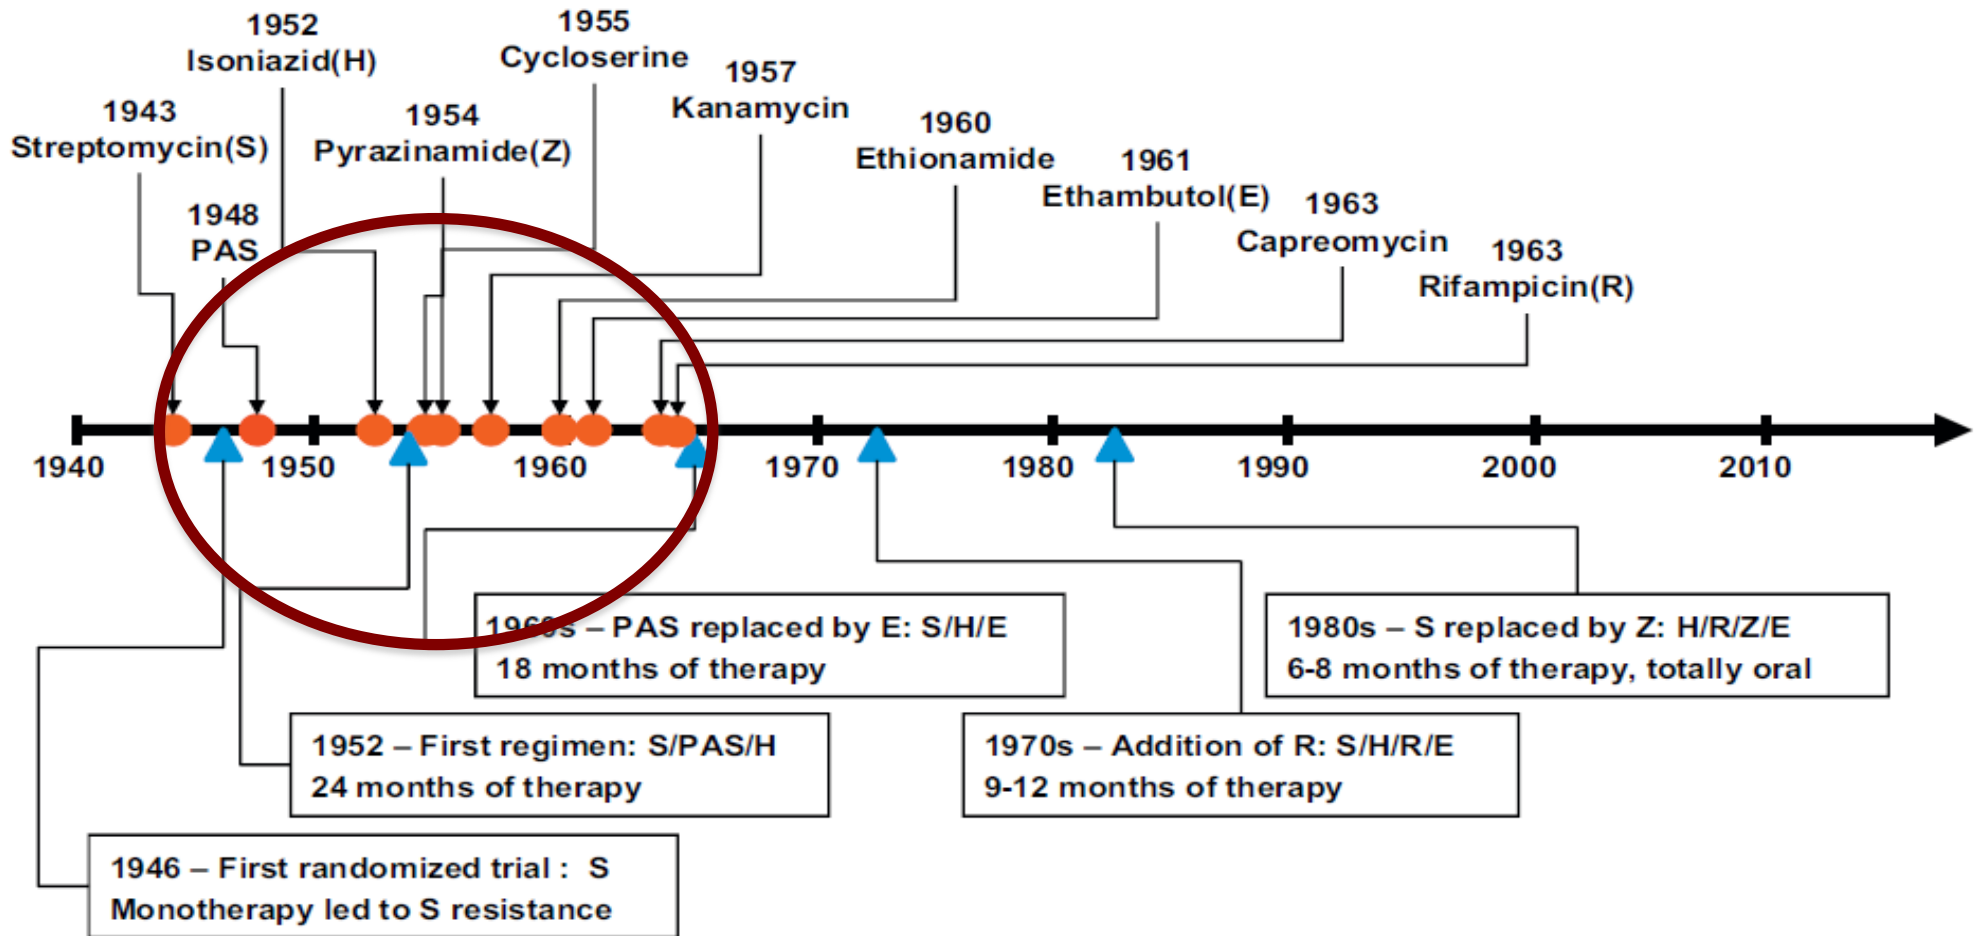 1952
Isoniazid(H)
1955
Cycloserine
1957
Kanamycin
1943
Streptomycin(S)
1954
Pyrazinamide(Z)
1960
Ethionamide
1961
Ethambutol(E)
1948
PAS
1963
Capreomycin
1963
Rifampicin(R)
1940
1950
1960
1970
1980
1990
2000
2010
1960s – PAS replaced by E: S/H/E
18 months of therapy
1980s – S replaced by Z: H/R/Z/E
6-8 months of therapy, totally oral
1952 – First regimen: S/PAS/H
24 months of therapy
1970s – Addition of R: S/H/R/E
9-12 months of therapy
1946 – First randomized trial : S
Monotherapy led to S resistance